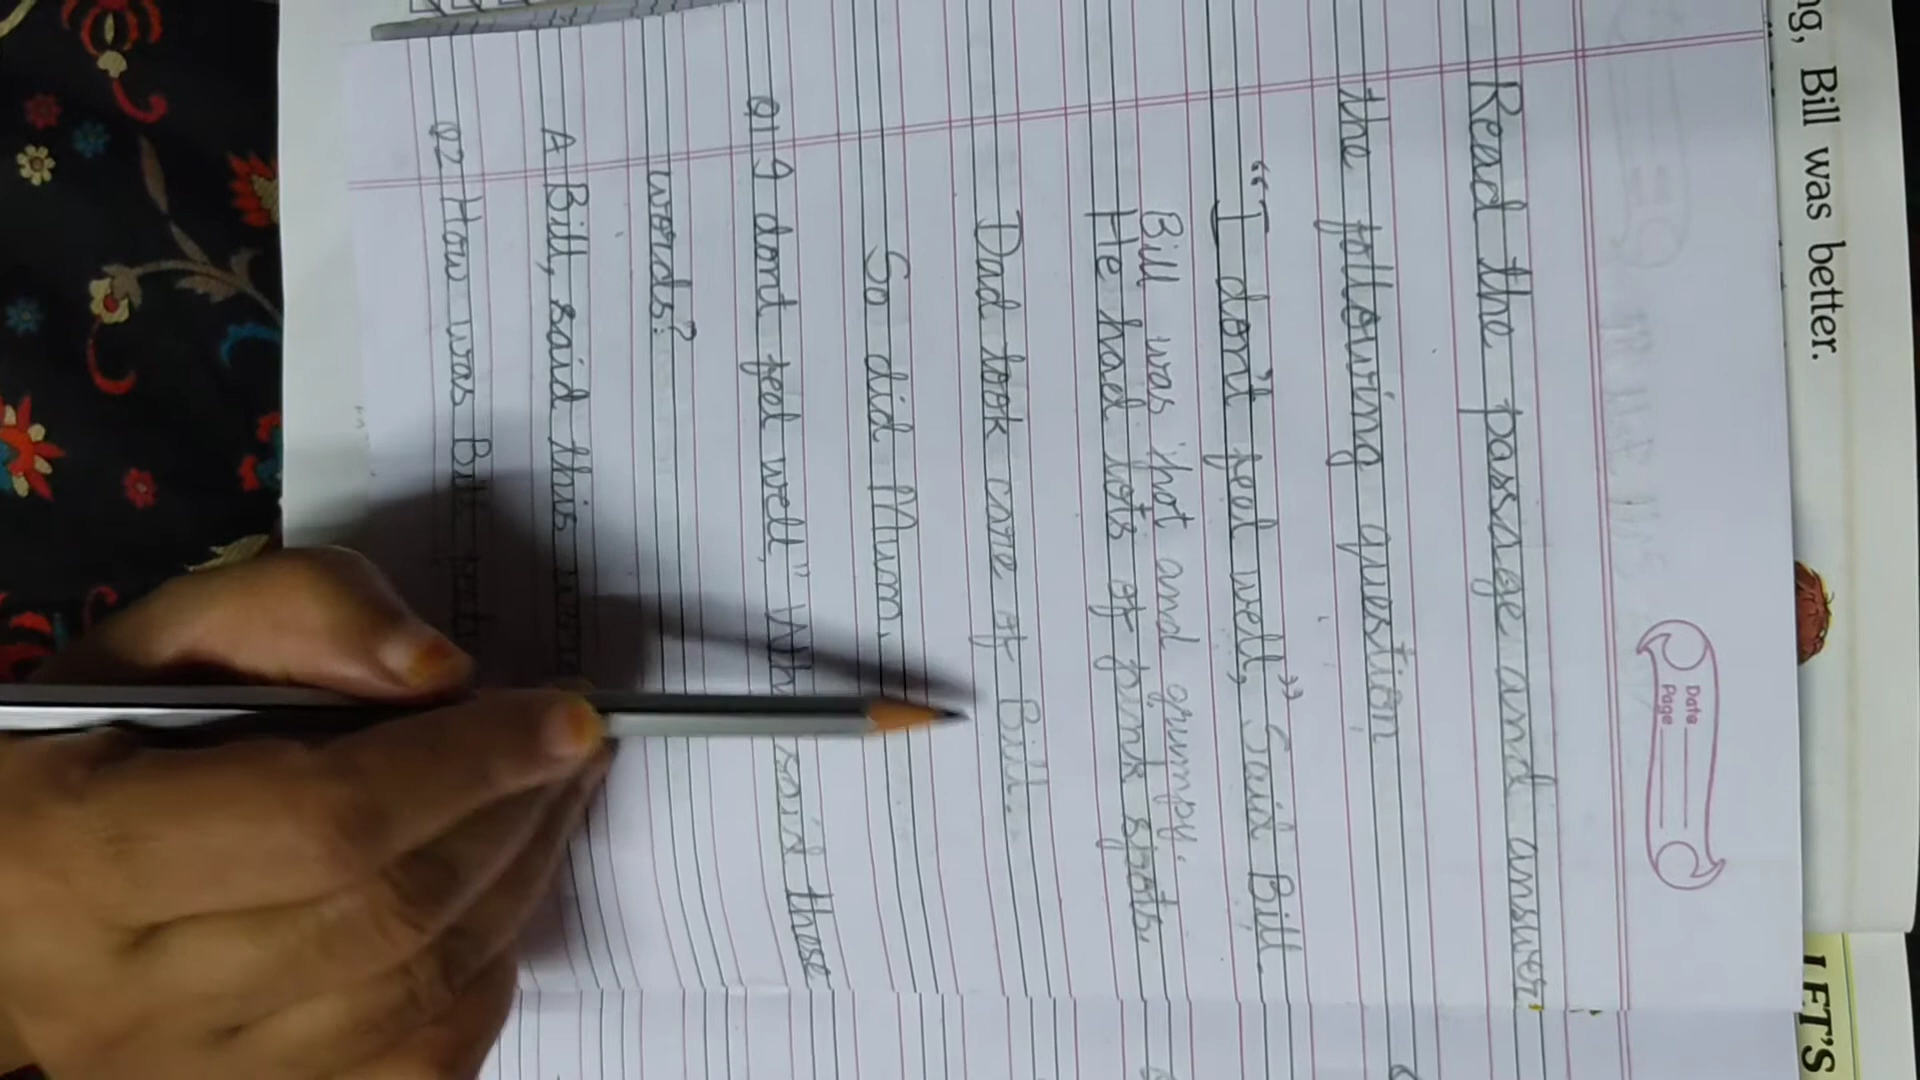 ng, Bill was better.
LET'S
Date
Page
Read the passage and answer
the following question
"I don't feel well," Said Bill.
Bill was hot and grumpy.
He had lots of pink spots.
Dad took care of Bill.
So did Mum.
Q1 I dont feel well" Wh said these
words?
A Bill, said this
Q2 How was Bill